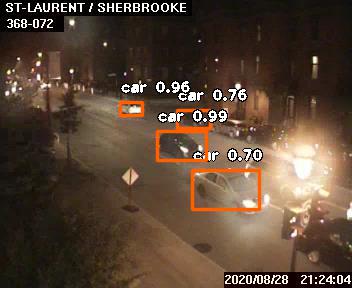 ST-LAURENT / SHERBROOKE
368-072
car 0.96
car 0.76
car 0.99
car 0.70
2020/08/28 21:24:04